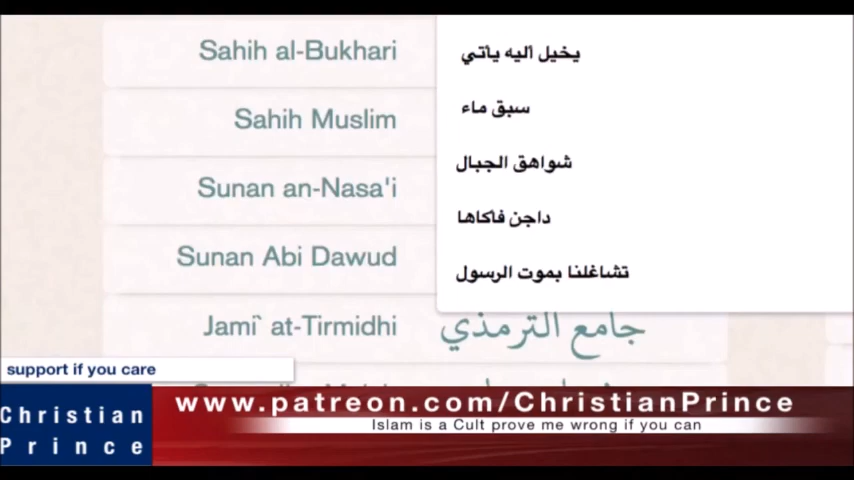 Sahih al-Bukhari
Sahih Muslim
Sunan an-Nasa'i
Sunan Abi Dawud
Jami` at-Tirmidhi
جامع الترمذي
يخيل اليه يأتي
سبق ماء
شواهق الجبال
داجن فأكاها
تشاغلنا بموت الرسول
support if you care
Christian
Prince
www.patreon.com/ChristianPrince
Islam is a Cult prove me wrong if you can